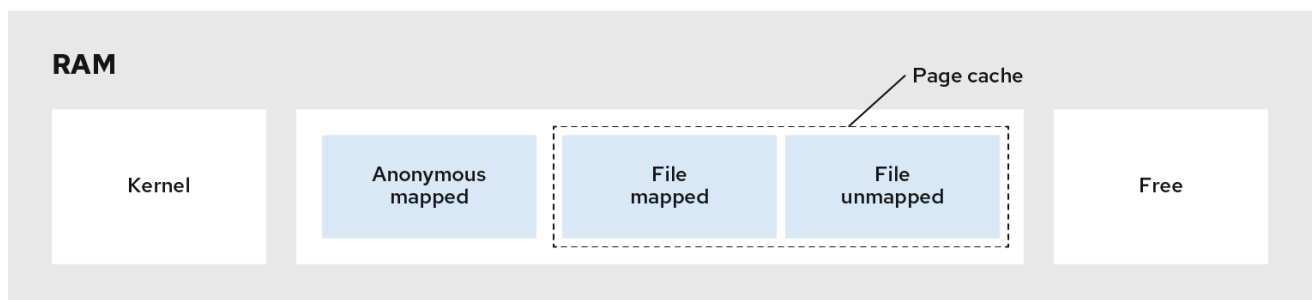 RAM
Page cache
Kernel
Anonymous
mapped
File
mapped
File
unmapped
Free